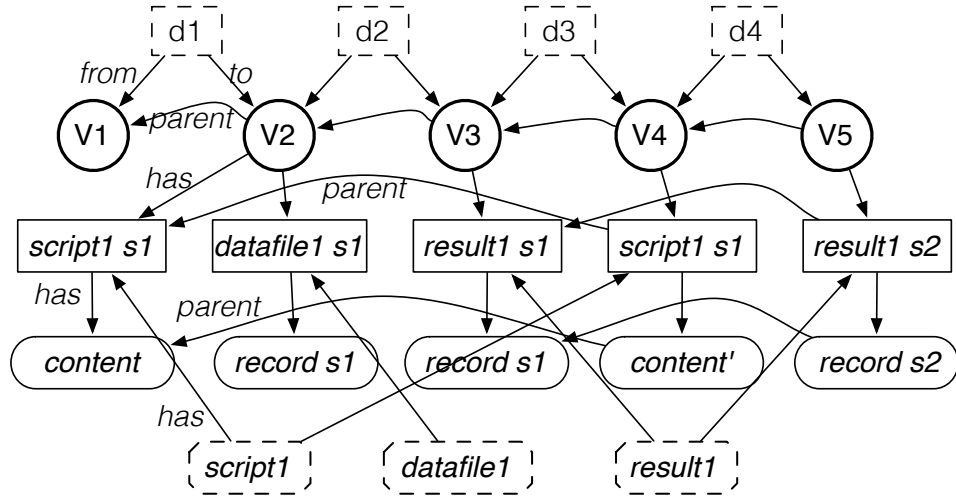 d1
d2
d3
d4
from
to
V1
parent
V2
V3
V4
V5
has
parent
script1 s1
datafile1 s1
result1 s1
script1 s1
result1 s2
has
parent
content
record s1
record s1
content'
record s2
has
script1
datafile1
result1